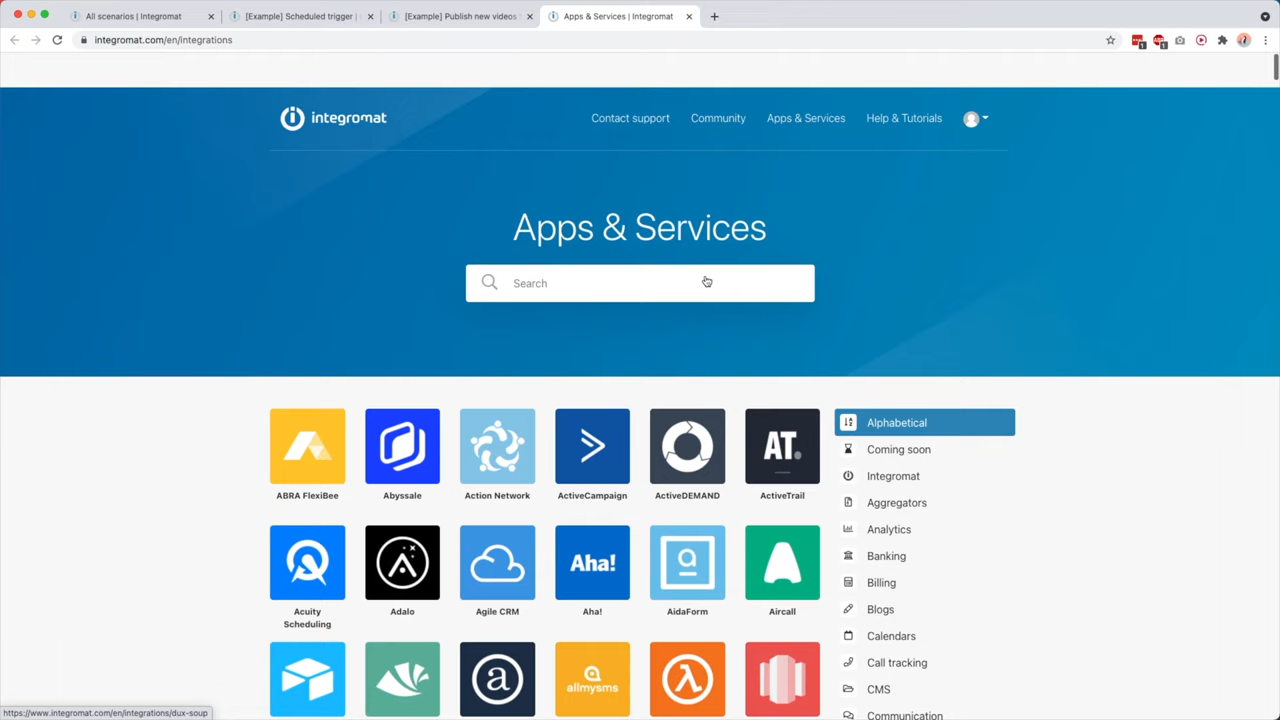 All scenarios | Integromat
[Example] Scheduled trigger |
[Example] Publish new videos
Apps & Services | Integromat
integromat.com/en/integrations
integromat
Contact support
Community
Apps & Services
Help & Tutorials
Apps & Services
Search
ABRA FlexiBee
Abyssale
Action Network
ActiveCampaign
ActiveDEMAND
AT.
ActiveTrail
Acuity Scheduling
Adalo
Agile CRM
Aha!
Aha!
AidaForm
Aircall
allmysms
Alphabetical
Coming soon
Integromat
Aggregators
Analytics
Banking
Billing
Blogs
Calendars
Call tracking
CMS
Communication
https://www.integromat.com/en/integrations/dux-soup